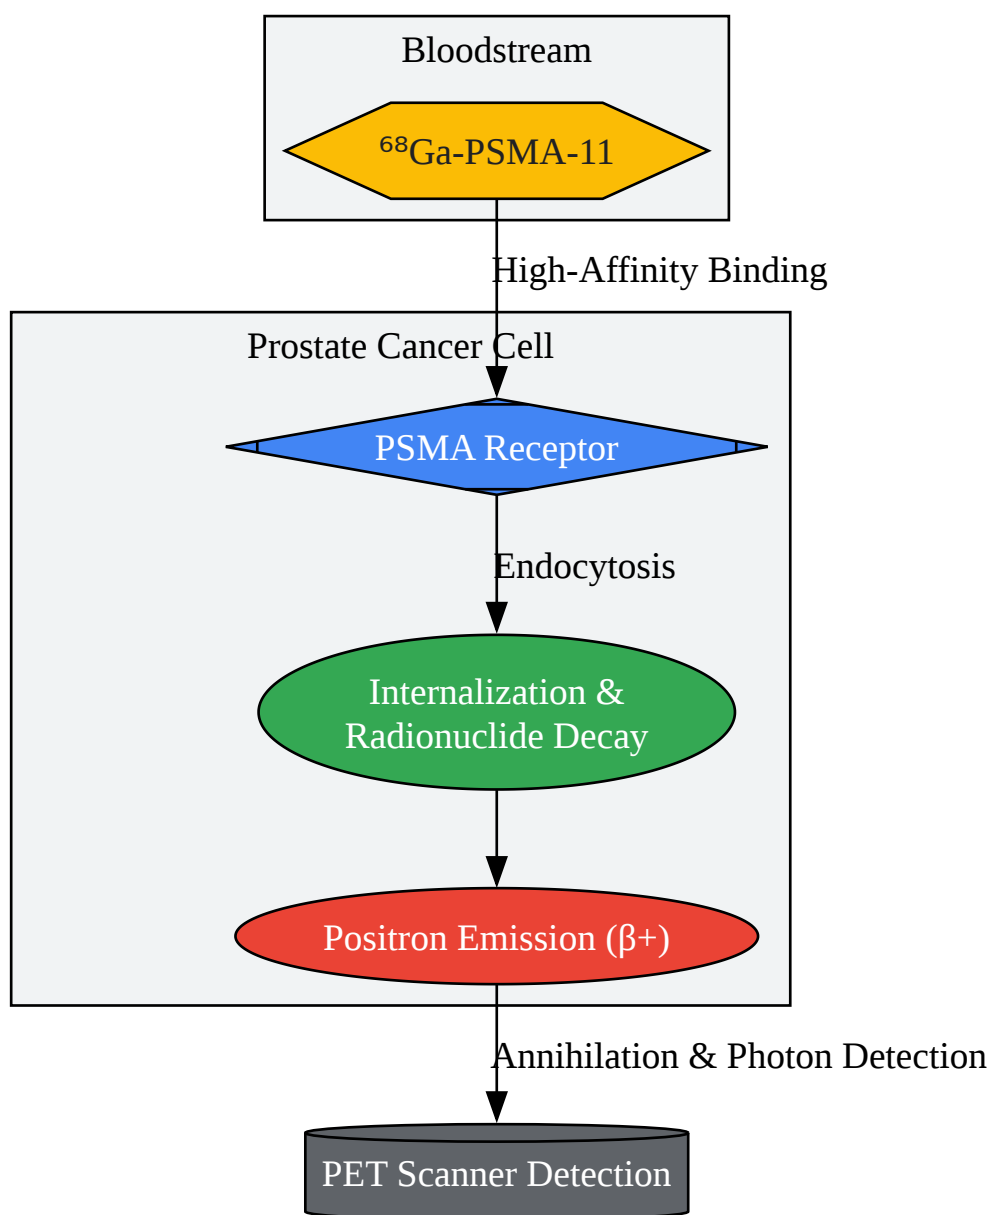 Bloodstream
⁶⁸Ga-PSMA-11
High-Affinity Binding
Prostate Cancer Cell
PSMA Receptor
Endocytosis
Internalization &
Radionuclide Decay
Positron Emission (β+)
Annihilation & Photon Detection
PET Scanner Detection